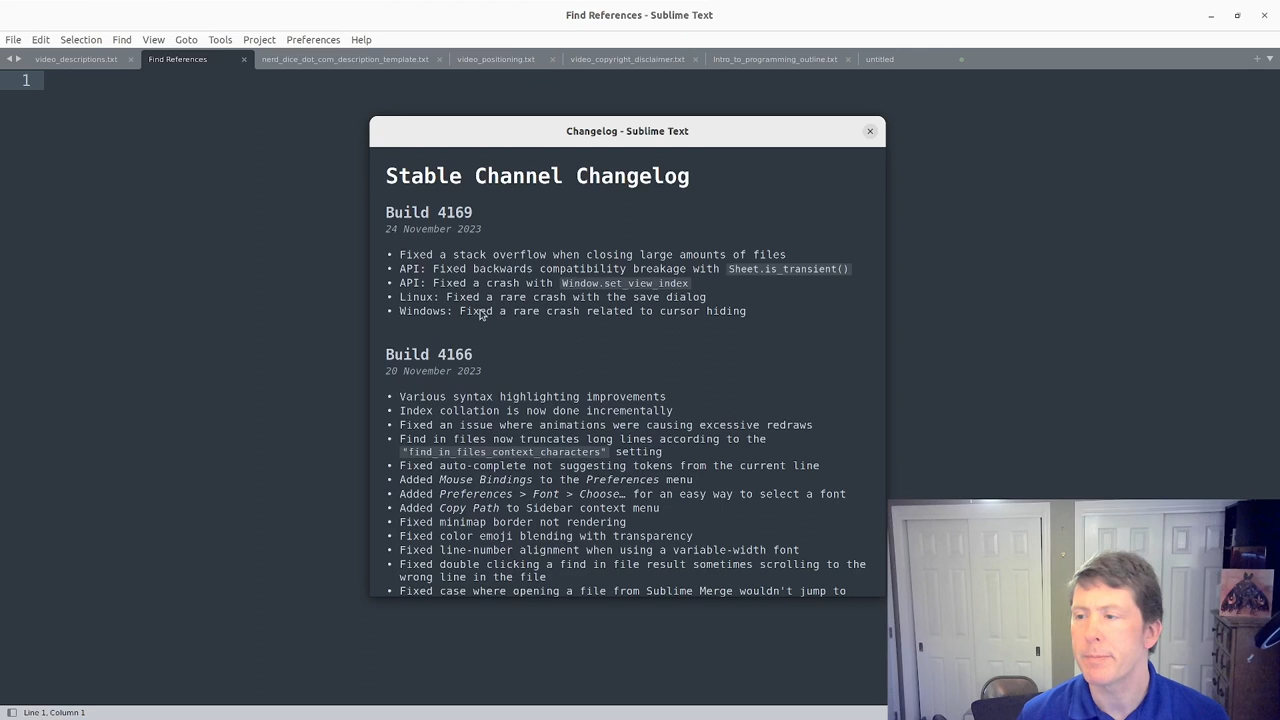 Find References - Sublime Text
File Edit Selection Find View Goto Tools Project Preferences Help
video_descriptions.txt Find References nerd_dice_dot_com_description_template.txt video_positioning.txt video_copyright_disclaimer.txt Intro_to_programming_outline.txt untitled
1
Changelog - Sublime Text
Stable Channel Changelog
Build 4169
24 November 2023
• Fixed a stack overflow when closing large amounts of files
• API: Fixed backwards compatibility breakage with Sheet.is_transient()
• API: Fixed a crash with Window.set_view_index
• Linux: Fixed a rare crash with the save dialog
• Windows: Fixed a rare crash related to cursor hiding
Build 4166
20 November 2023
• Various syntax highlighting improvements
• Index collation is now done incrementally
• Fixed an issue where animations were causing excessive redraws
• Find in files now truncates long lines according to the
"find_in_files_context_characters" setting
• Fixed auto-complete not suggesting tokens from the current line
• Added Mouse Bindings to the Preferences menu
• Added Preferences > Font > Choose… for an easy way to select a font
• Added Copy Path to Sidebar context menu
• Fixed minimap border not rendering
• Fixed color emoji blending with transparency
• Fixed line-number alignment when using a variable-width font
• Fixed double clicking a find in file result sometimes scrolling to the
wrong line in the file
• Fixed case where opening a file from Sublime Merge wouldn't jump to
Line 1, Column 1